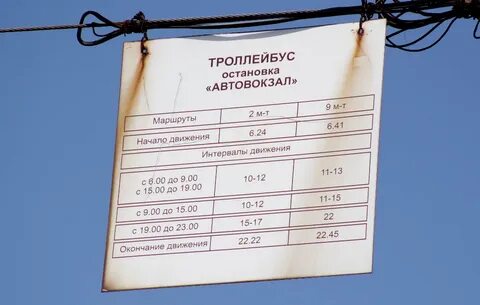 ТРОЛЛЕЙБУС
остановка
«АВТОВОКЗАЛ»
Маршруты 2 м-т 9 м-т
Начало движения 6.24 6.41
Интервалы движения
с 6.00 до 9.00
с 15.00 до 19.00 10-12 11-13
с 9.00 до 15.00 10-12 11-15
с 19.00 до 23.00 15-17 22
Окончание движения 22.22 22.45